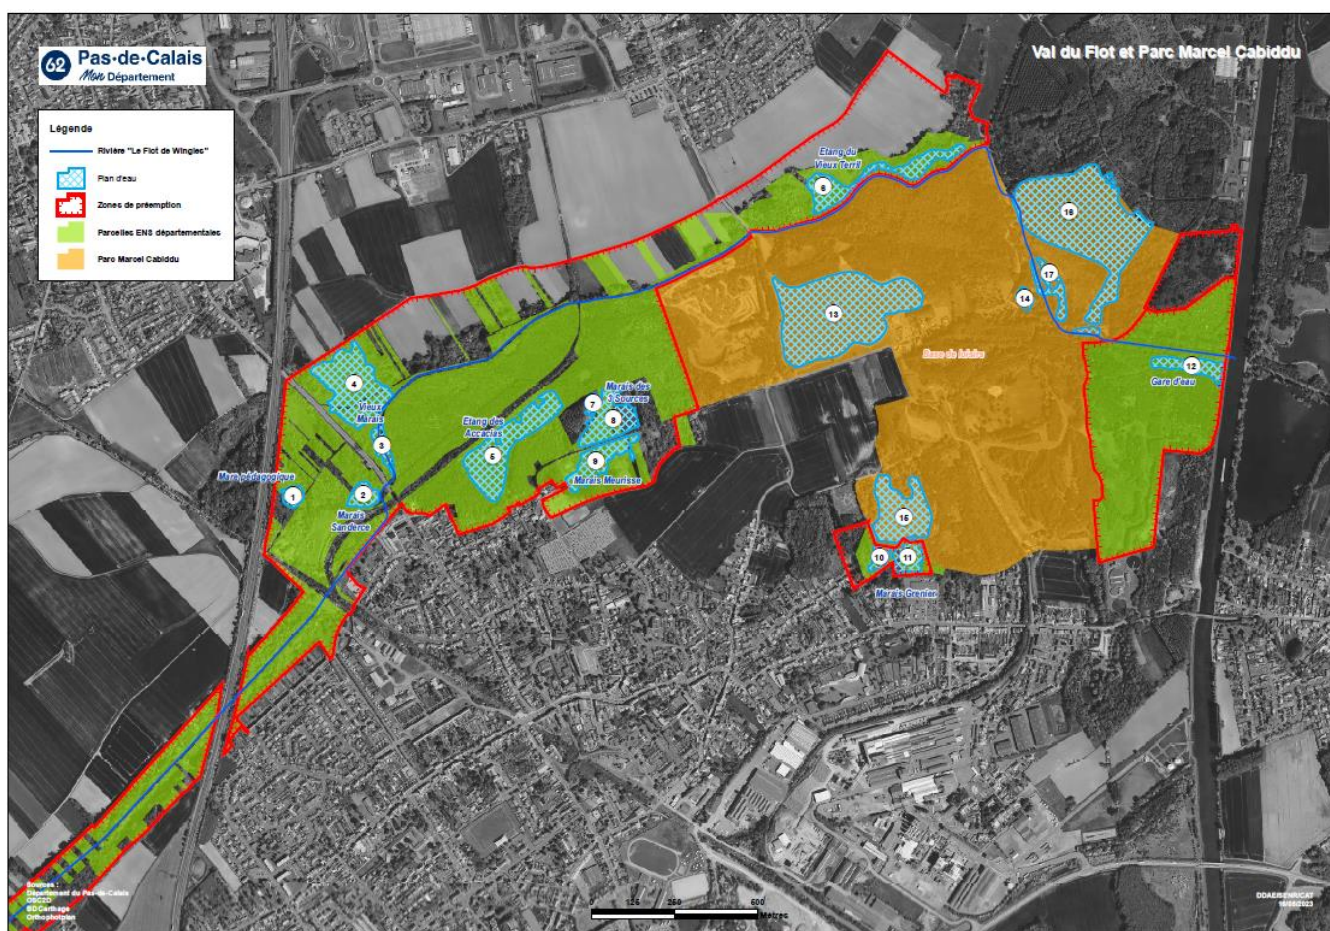 62 Pas-de-Calais
Mon Département
Val du Flot et Parc Marcel Cabiddu
Légende
Rivière "Le Flot de Wingles"
Plan d'eau
Zones de préemption
Parcelles ENS départementales
Parc Marcel Cabiddu
Etang du
Vieux Terril
6
16
17
14
13
Base de loisirs
12
Gare d'eau
4
Vieux
Marais
3
Marais des
3 Sources
7
8
Etang des
Accacias
5
9
Marais Meurisse
Mare pédagogique
1
2
Marais
Sanderce
15
10
11
Marais Grenier
Sources :
Département du Pas-de-Calais
OSC2D
BD Carthage
Orthophotplan
0 125 250 500
Mètres